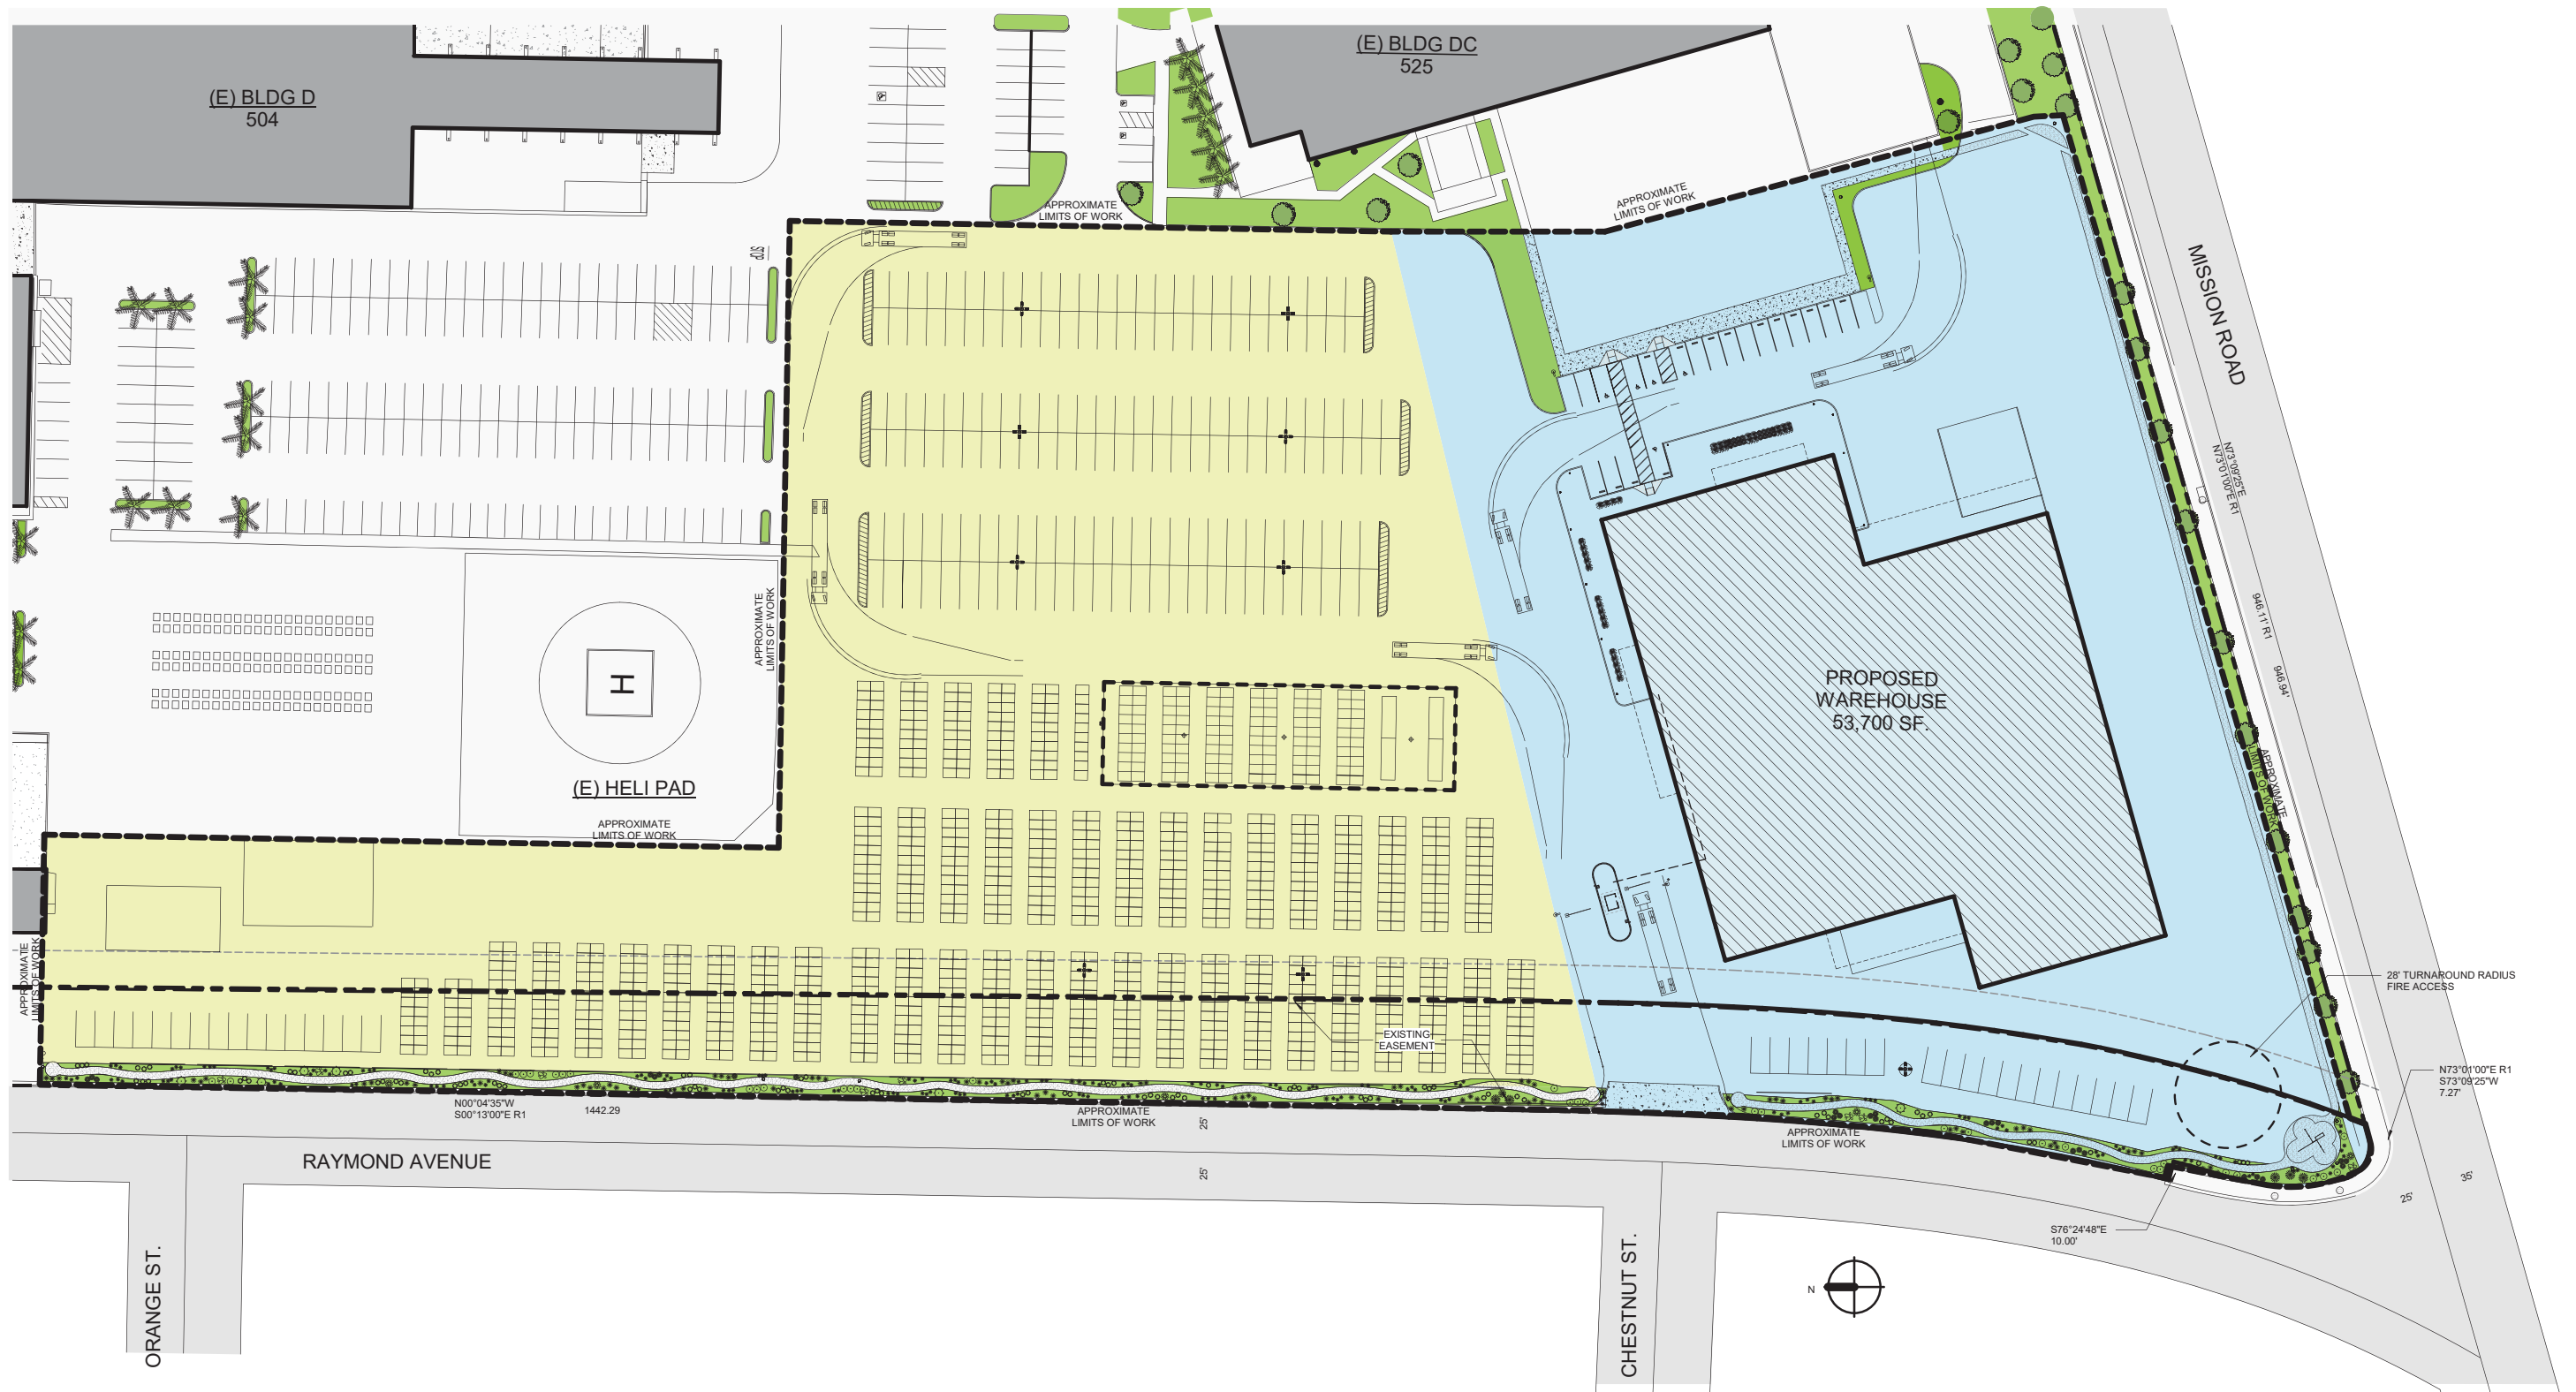 (E) BLDG D
504
(E) BLDG DC
525
APPROXIMATE
LIMITS OF WORK
APPROXIMATE
LIMITS OF WORK
STOP
MISSION ROAD
N73°09'25"E
N73°01'00"E R1
946.11' R1
946.94'
APPROXIMATE
LIMITS OF WORK
H
(E) HELI PAD
APPROXIMATE
LIMITS OF WORK
APPROXIMATE
LIMITS OF WORK
PROPOSED
WAREHOUSE
53,700 SF.
APPROXIMATE
LIMITS OF WORK
28' TURNAROUND RADIUS
FIRE ACCESS
EXISTING
EASEMENT
N73°01'00"E R1
S73°09'25"W
7.27'
N00°04'35"W
S00°13'00"E R1
1442.29
APPROXIMATE
LIMITS OF WORK
25'
APPROXIMATE
LIMITS OF WORK
RAYMOND AVENUE
25'
35'
25'
S76°24'48"E
10.00'
ORANGE ST.
CHESTNUT ST.
N